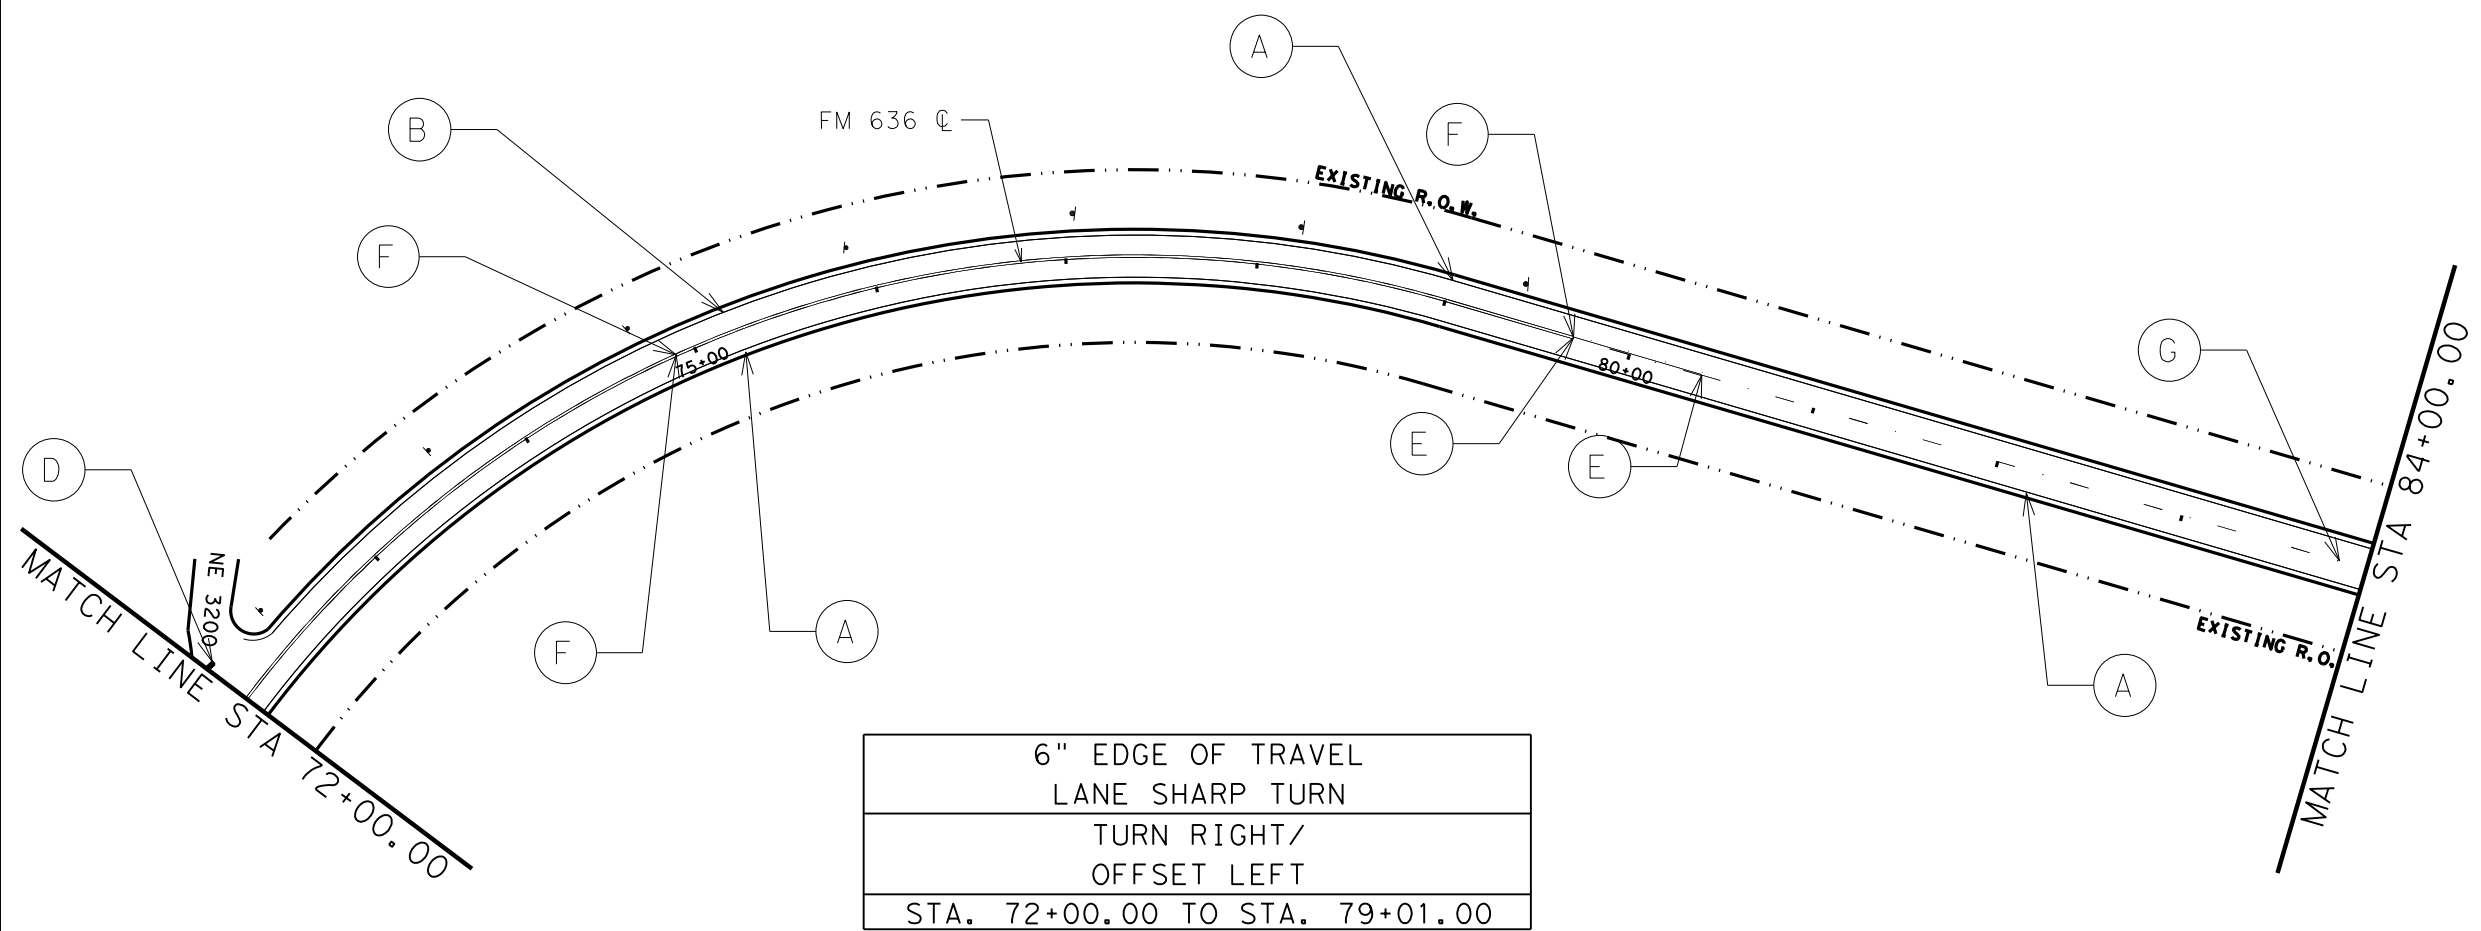 A
B
FM 636 ℄
F
EXISTING R.O.W.
F
75+00
80+00
G
D
E
E
NE 3200
F
A
A
EXISTING R.O.
MATCH LINE STA 72+00.00
MATCH LINE STA 84+00.00
6" EDGE OF TRAVEL
LANE SHARP TURN
TURN RIGHT/
OFFSET LEFT
STA. 72+00.00 TO STA. 79+01.00